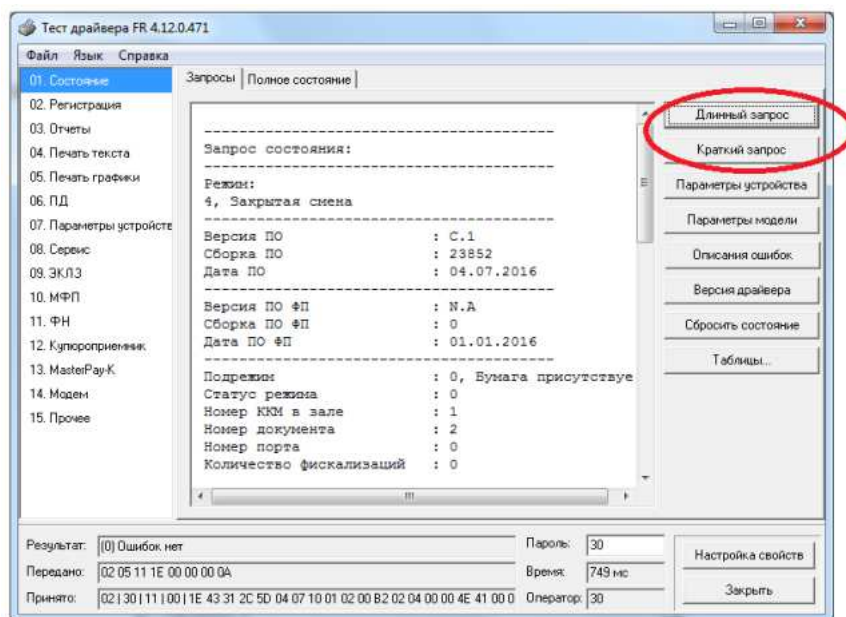 Тест драйвера FR 4.12.0.471
Файл Язык Справка
01. Состояние
02. Регистрация
03. Отчеты
04. Печать текста
05. Печать графики
06. ПД
07. Параметры устройств
08. Сервис
09. ЭКЛЗ
10. МФП
11. ФН
12. Купюроприемник
13. MasterPay-K
14. Модем
15. Прочее
Запросы Полное состояние
----------------------------------------
Запрос состояния:
----------------------------------------
Режим:
4, Закрытая смена
----------------------------------------
Версия ПО : C.1
Сборка ПО : 23852
Дата ПО : 04.07.2016
----------------------------------------
Версия ПО ФП : N.A
Сборка ПО ФП : 0
Дата ПО ФП : 01.01.2016
----------------------------------------
Подрежим : 0, Бумага присутствуе
Статус режима : 0
Номер ККМ в зале : 1
Номер документа : 2
Номер порта : 0
Количество фискализаций : 0
Длинный запрос
Краткий запрос
Параметры устройства
Параметры модели
Описания ошибок
Версия драйвера
Сбросить состояние
Таблицы...
Результат: (0) Ошибок нет
Передано: 02 05 11 1E 00 00 00 0A
Принято: 02 | 30 | 11 | 00 | 1E 43 31 2C 5D 04 07 10 01 02 00 B2 02 04 00 00 4E 41 00 0
Пароль: 30
Время: 749 мс
Оператор: 30
Настройка свойств
Закрыть